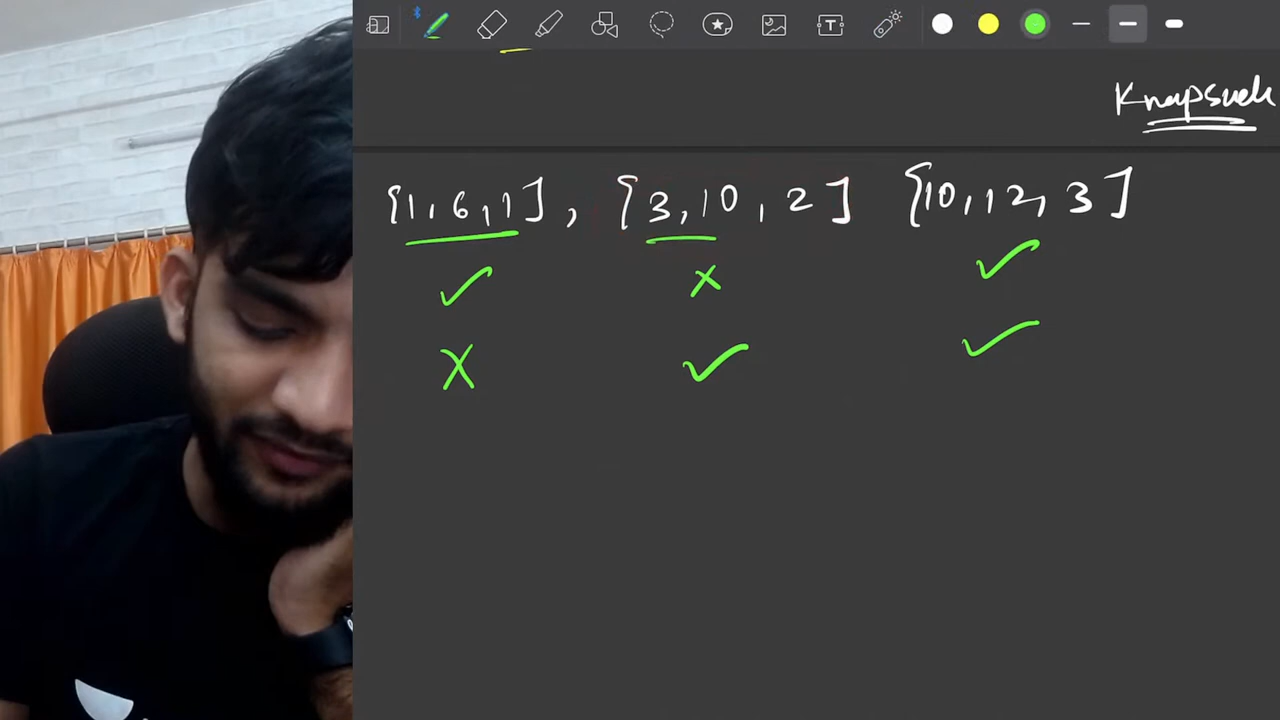 Knapsack
[1, 6, 1], [3, 10, 2] [10, 12, 3]
✓ x ✓
X ✓ ✓